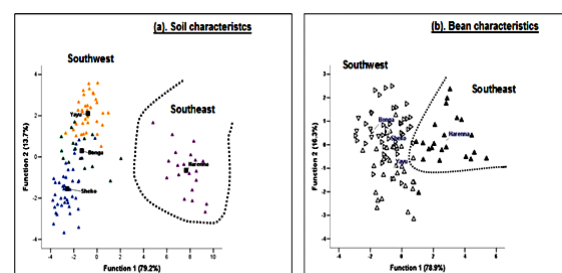 (a). Soil characteristcs
Southwest
Southeast
Yayu
Bonga
Sheko
Harenna
Function 2 (13.7%)
4
2
0
-2
-4
-4
-2
0
2
4
6
8
10
Function 1 (79.2%)
(b). Bean characteristics
Southwest
Southeast
Bonga
Sheko
Yayu
Harenna
Function 2 (16.3%)
3
2
1
0
-1
-2
-3
-4
-4
-2
0
2
4
6
Function 1 (78.9%)